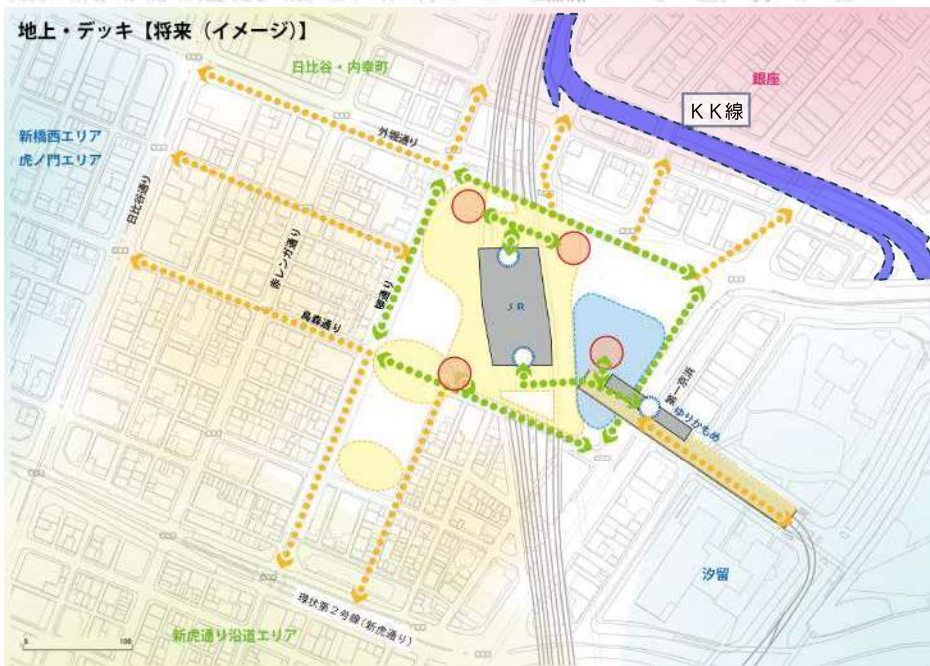 地上・デッキ【将来（イメージ）】
日比谷・内幸町
銀座
KK線
外堀通り
新橋西エリア
虎ノ門エリア
日比谷通り
赤レンガ通り
柳通り
烏森通り
JR
第一京浜
ゆりかもめ
汐留
環状第2号線(新虎通り)
新虎通り沿道エリア
0 100